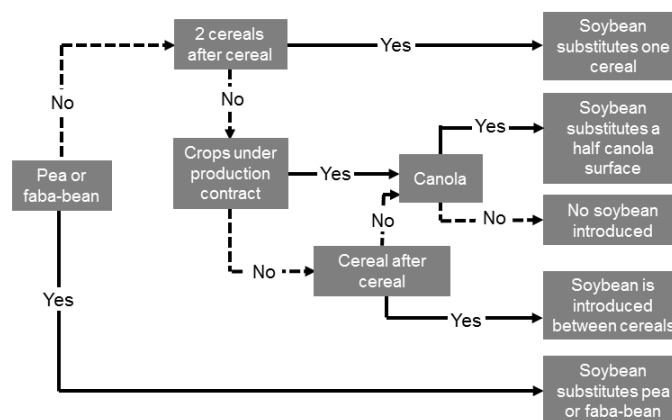 2 cereals
after cereal
Yes
Soybean
substitutes one
cereal
No
No
Pea or
faba-bean
Crops under
production
contract
Yes
Canola
Yes
Soybean
substitutes a
half canola
surface
No
No soybean
introduced
No
No
Cereal after
cereal
Yes
Yes
Soybean is
introduced
between cereals
Soybean
substitutes pea
or faba-bean